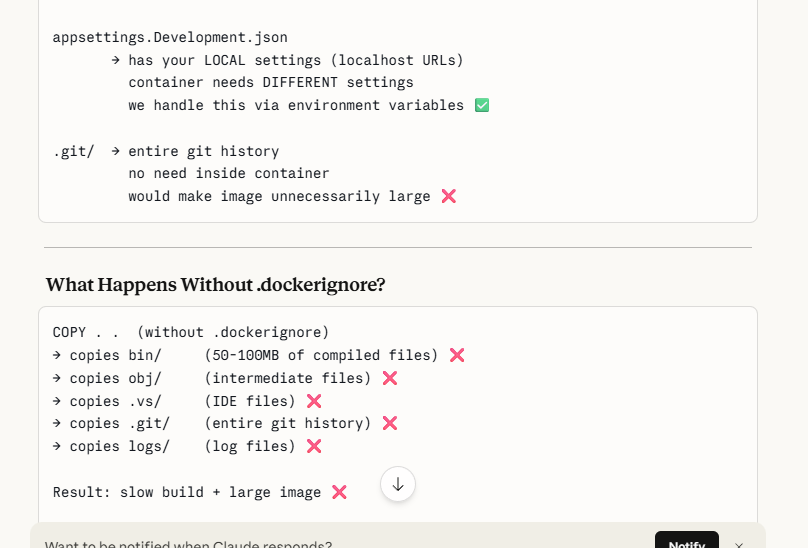 appsettings.Development.json
→ has your LOCAL settings (localhost URLs)
container needs DIFFERENT settings
we handle this via environment variables ✅
.git/ → entire git history
no need inside container
would make image unnecessarily large ❌
What Happens Without .dockerignore?
COPY . . (without .dockerignore)
→ copies bin/ (50-100MB of compiled files) ❌
→ copies obj/ (intermediate files) ❌
→ copies .vs/ (IDE files) ❌
→ copies .git/ (entire git history) ❌
→ copies logs/ (log files) ❌
Result: slow build + large image ❌
Want to be notified when Claude responds? Notify